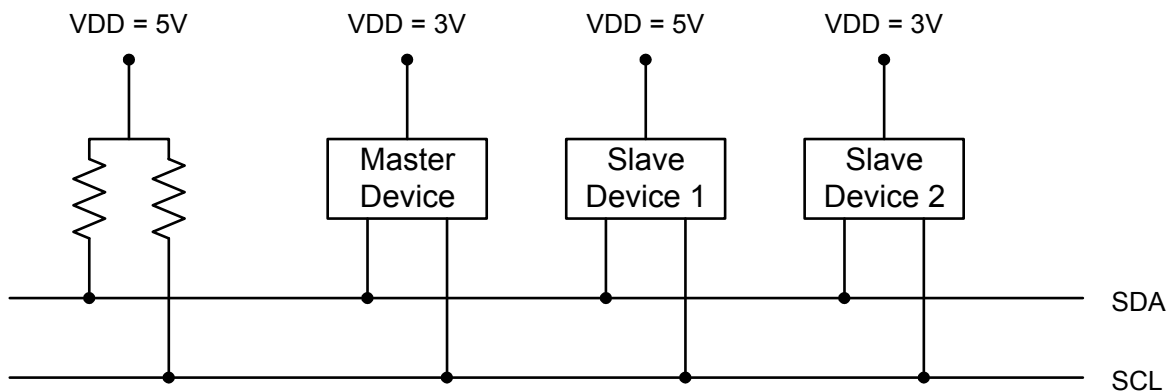 VDD = 5V
VDD = 3V
VDD = 5V
VDD = 3V
Master
Device
Slave
Device 1
Slave
Device 2
SDA
SCL